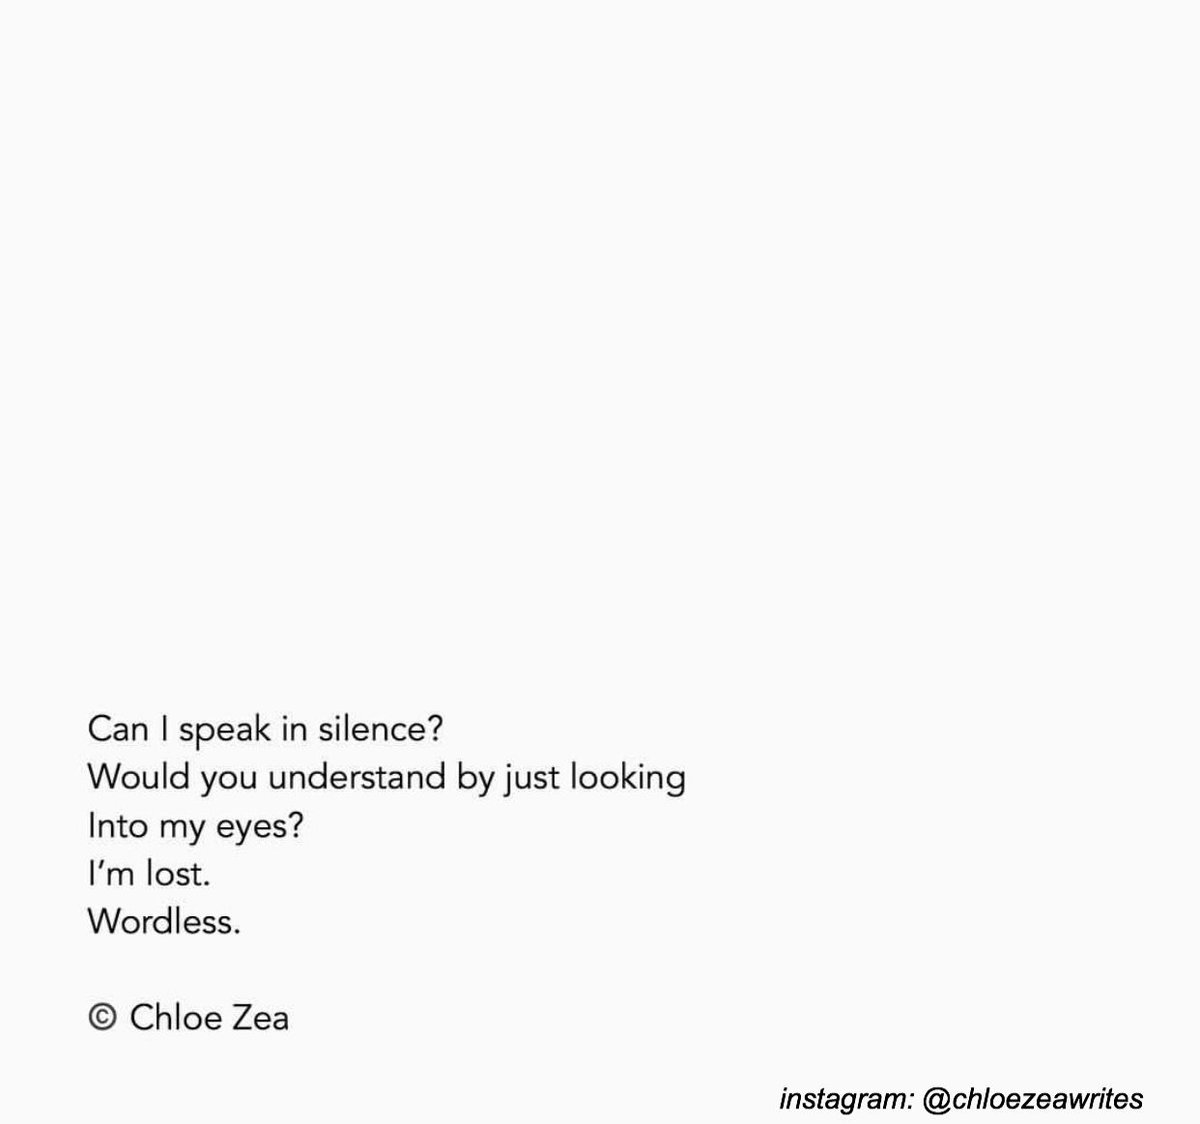 Can I speak in silence?
Would you understand by just looking
Into my eyes?
I’m lost.
Wordless.
© Chloe Zea
instagram: @chloezeawrites